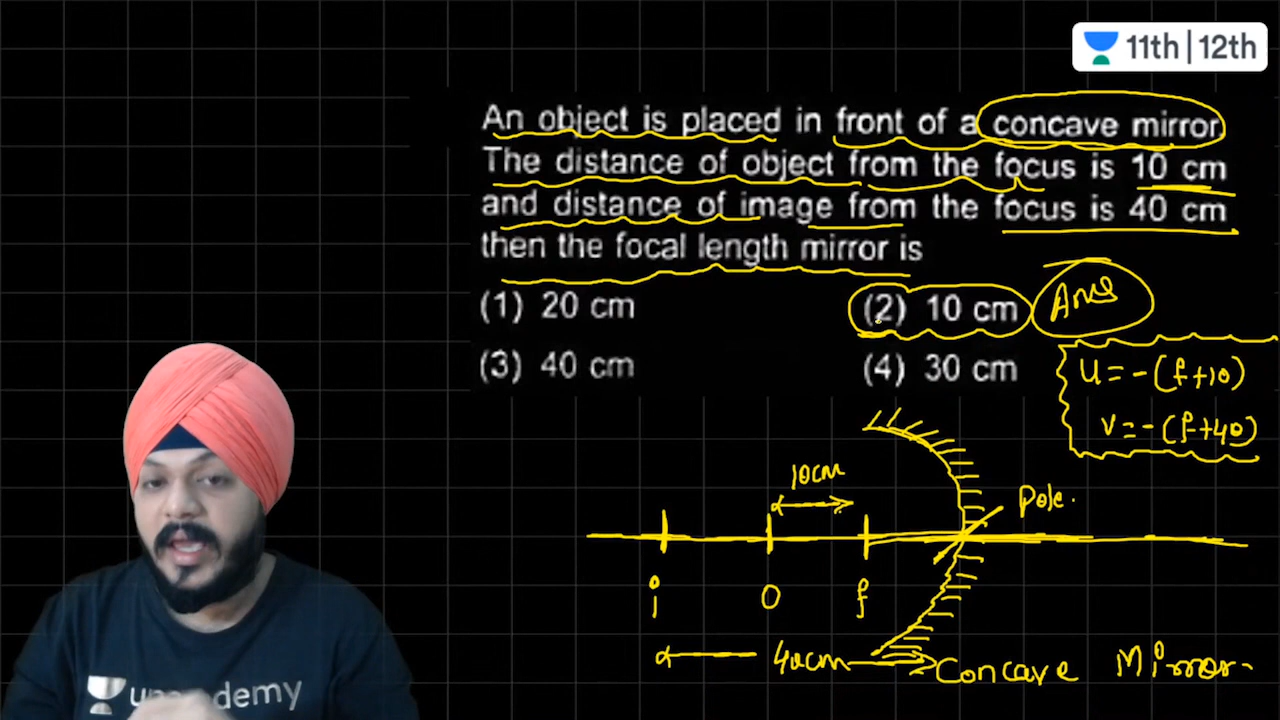 11th | 12th
An object is placed in front of a concave mirror.
The distance of object from the focus is 10 cm
and distance of image from the focus is 40 cm
then the focal length mirror is
(1) 20 cm (2) 10 cm Ans
(3) 40 cm (4) 30 cm
u = -(f+10)
v = -(f+40)
10cm
Pole.
i O f
40cm
Concave Mirror
unacademy